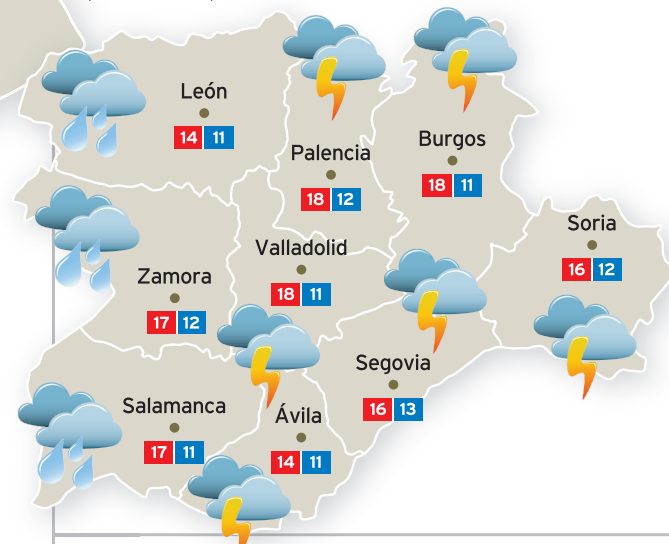 León
14 11
Palencia
18 12
Burgos
18 11
Soria
16 12
Valladolid
18 11
Zamora
17 12
Segovia
16 13
Salamanca
17 11
Ávila
14 11